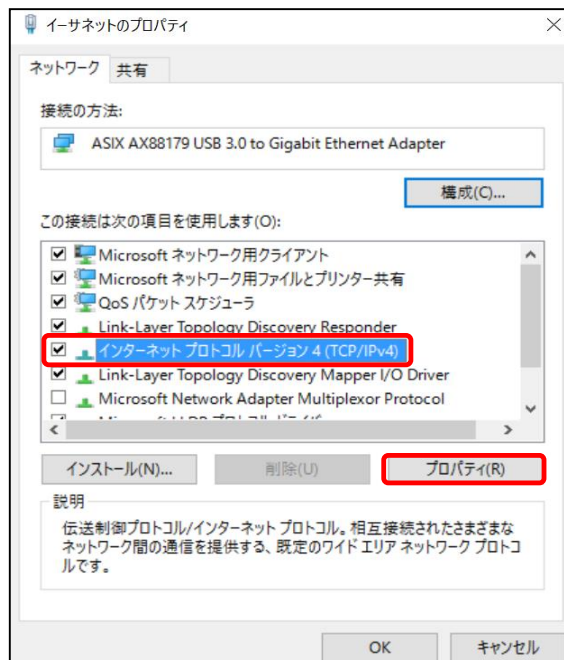 イーサネットのプロパティ
ネットワーク 共有
接続の方法:
ASIX AX88179 USB 3.0 to Gigabit Ethernet Adapter
構成(C)...
この接続は次の項目を使用します(O):
Microsoft ネットワーク用クライアント
Microsoft ネットワーク用ファイルとプリンター共有
QoS パケット スケジューラ
Link-Layer Topology Discovery Responder
インターネット プロトコル バージョン 4 (TCP/IPv4)
Link-Layer Topology Discovery Mapper I/O Driver
Microsoft Network Adapter Multiplexor Protocol
インストール(N)... 削除(U) プロパティ(R)
説明
伝送制御プロトコル/インターネット プロトコル。相互接続されたさまざまな
ネットワーク間の通信を提供する、既定のワイド エリア ネットワーク プロトコ
ルです。
OK キャンセル